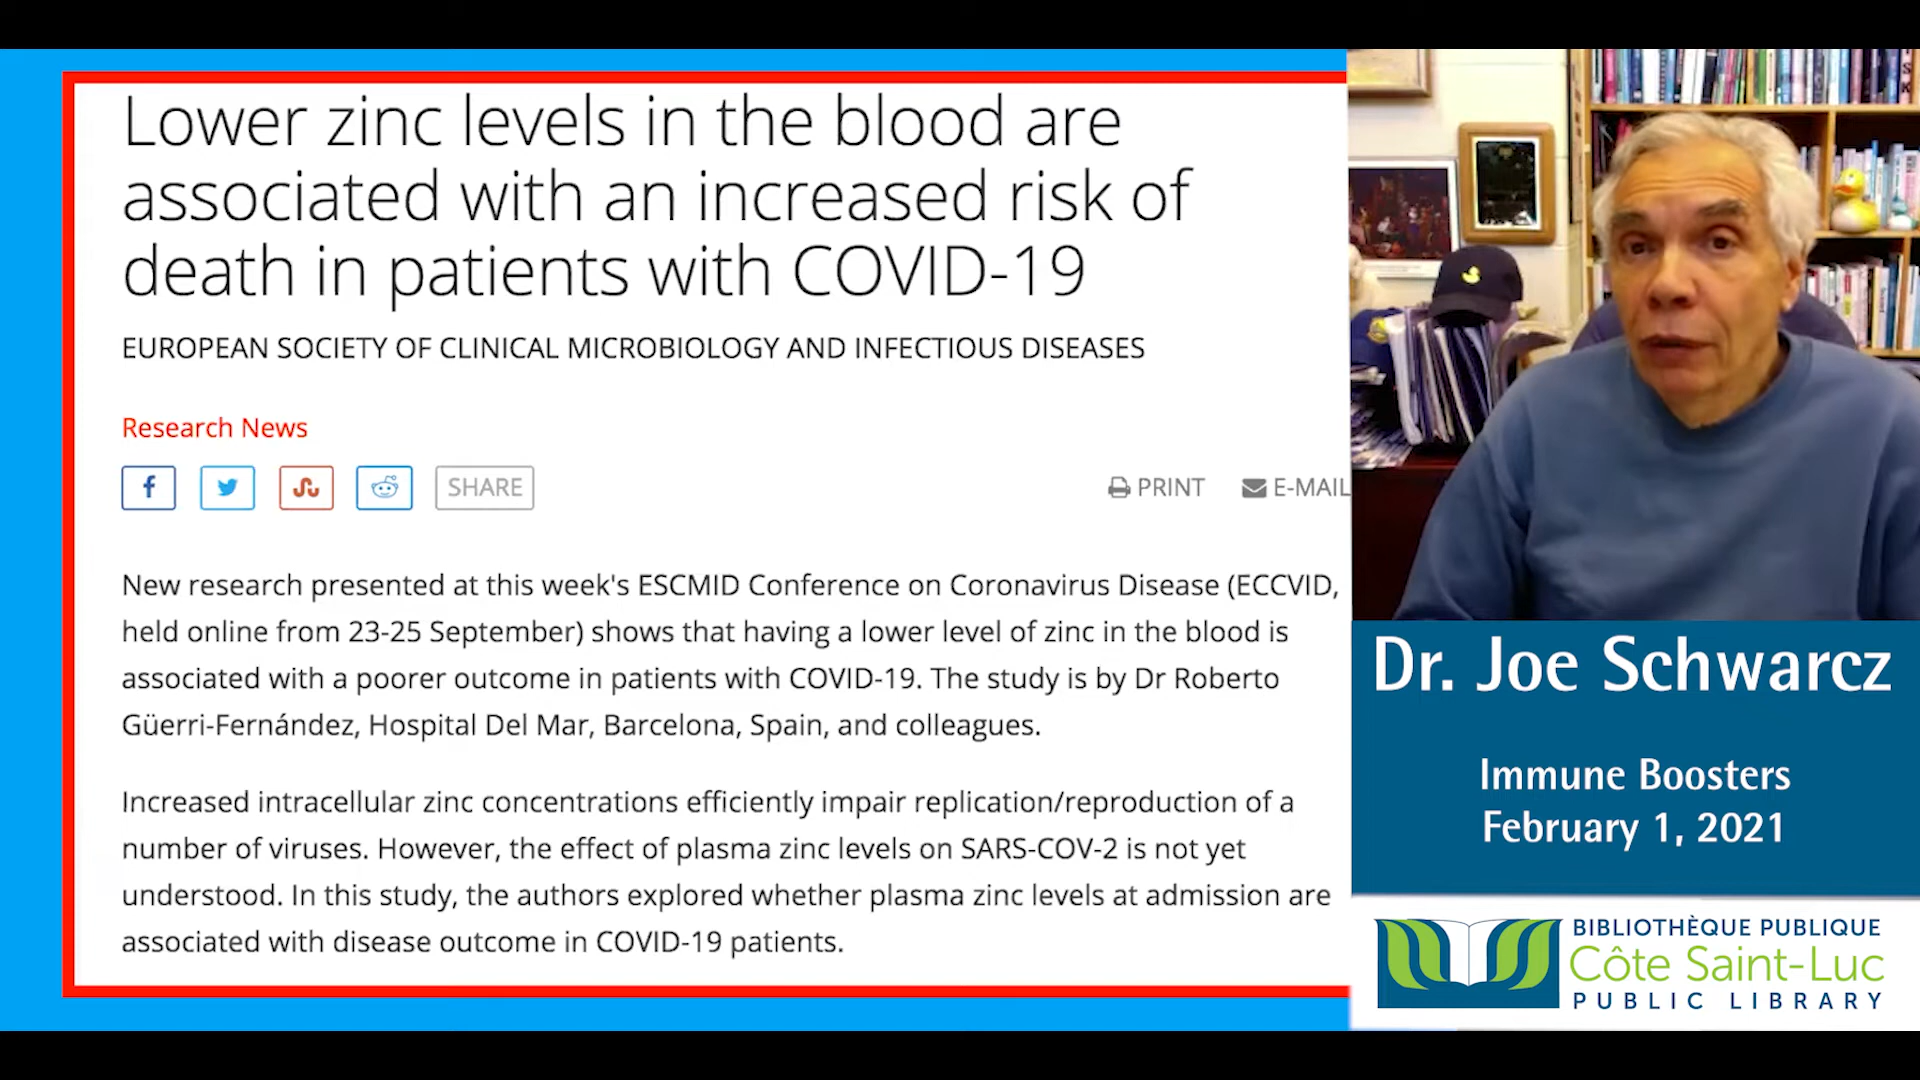 Lower zinc levels in the blood are
associated with an increased risk of
death in patients with COVID-19
EUROPEAN SOCIETY OF CLINICAL MICROBIOLOGY AND INFECTIOUS DISEASES
Research News
SHARE
PRINT
E-MAIL
New research presented at this week's ESCMID Conference on Coronavirus Disease (ECCVID,
held online from 23-25 September) shows that having a lower level of zinc in the blood is
associated with a poorer outcome in patients with COVID-19. The study is by Dr Roberto
Güerri-Fernández, Hospital Del Mar, Barcelona, Spain, and colleagues.
Increased intracellular zinc concentrations efficiently impair replication/reproduction of a
number of viruses. However, the effect of plasma zinc levels on SARS-COV-2 is not yet
understood. In this study, the authors explored whether plasma zinc levels at admission are
associated with disease outcome in COVID-19 patients.
Dr. Joe Schwarcz
Immune Boosters
February 1, 2021
BIBLIOTHÈQUE PUBLIQUE
Côte Saint-Luc
PUBLIC LIBRARY